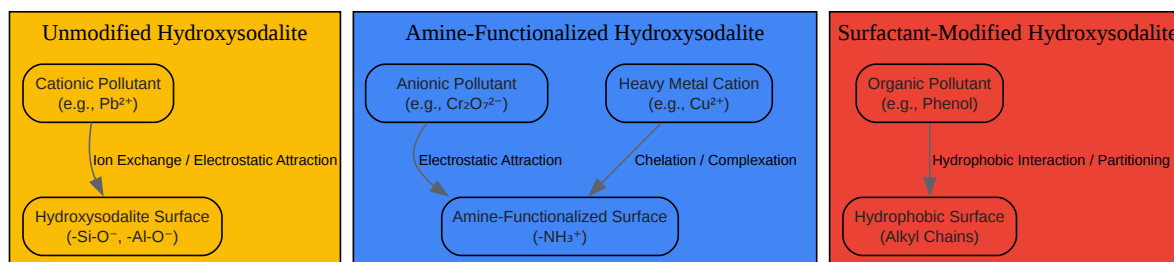 Unmodified Hydroxysodalite
Cationic Pollutant
(e.g., Pb²⁺)
Ion Exchange / Electrostatic Attraction
Hydroxysodalite Surface
(-Si-O⁻, -Al-O⁻)
Amine-Functionalized Hydroxysodalite
Anionic Pollutant
(e.g., Cr₂O₇²⁻)
Heavy Metal Cation
(e.g., Cu²⁺)
Electrostatic Attraction
Chelation / Complexation
Amine-Functionalized Surface
(-NH₃⁺)
Surfactant-Modified Hydroxysodalite
Organic Pollutant
(e.g., Phenol)
Hydrophobic Interaction / Partitioning
Hydrophobic Surface
(Alkyl Chains)